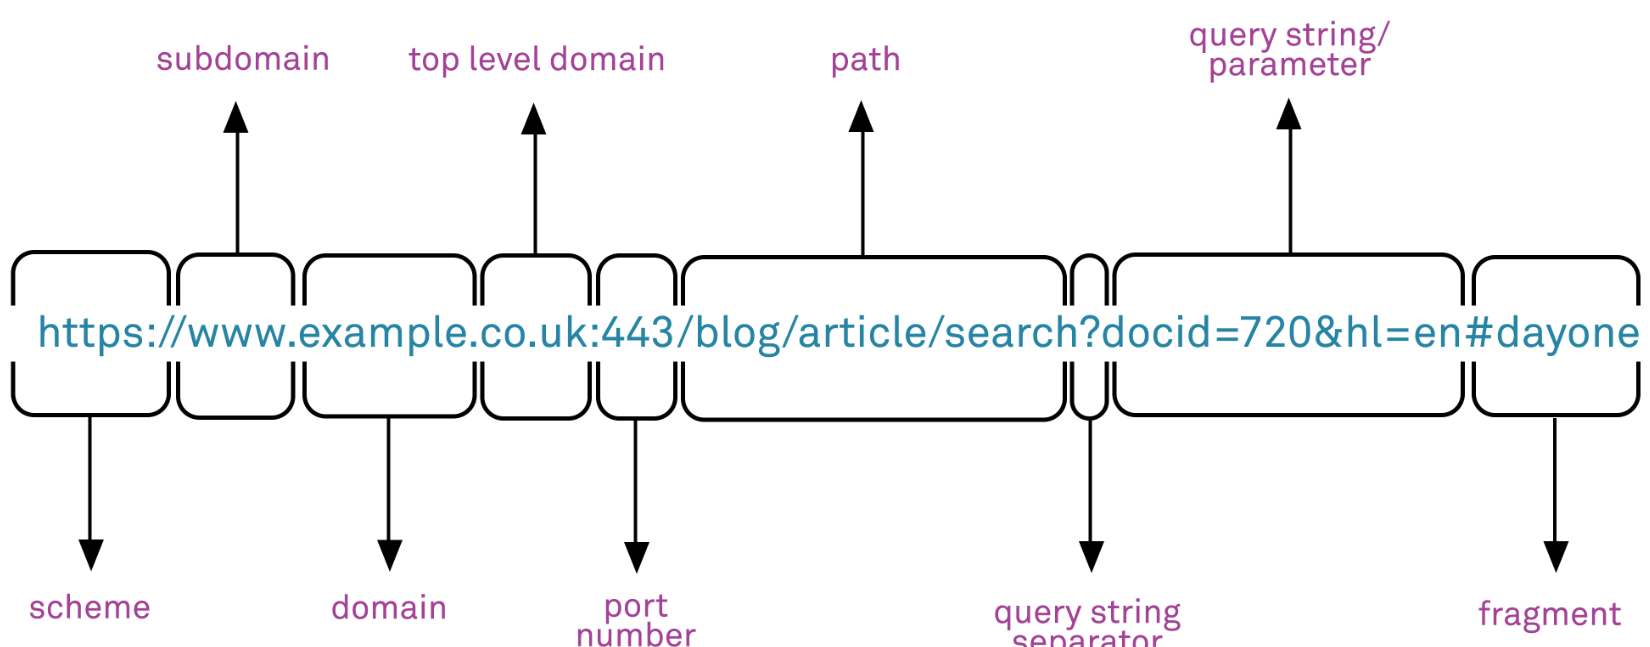 subdomain
top level domain
path
query string/
parameter
https://www.example.co.uk:443/blog/article/search?docid=720&hl=en#dayone
scheme
domain
port
number
query string
separator
fragment